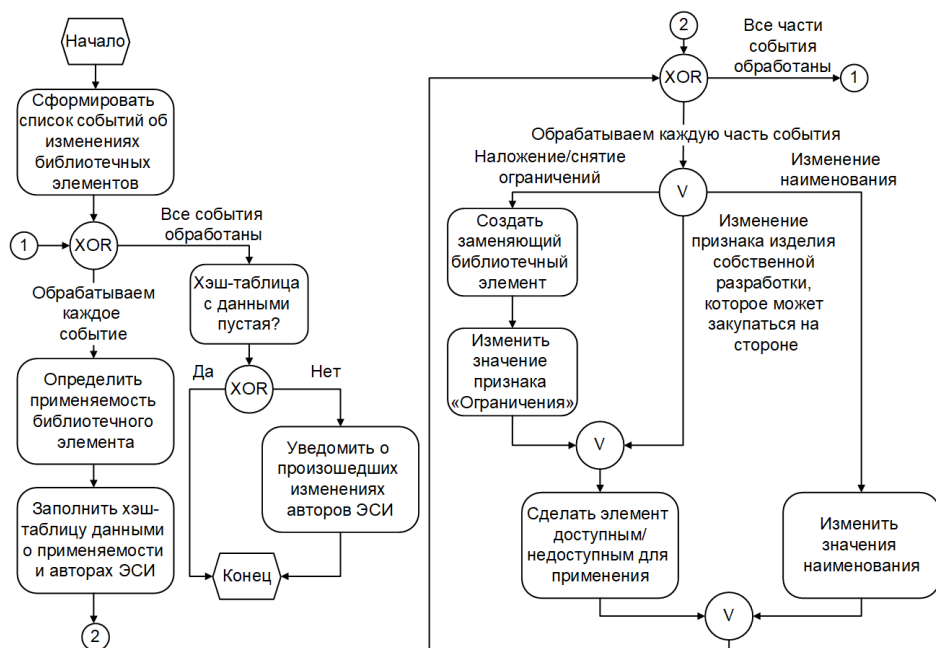 Начало
Сформировать
список событий об
изменениях
библиотечных
элементов
1
XOR
Все события
обработаны
Обрабатываем
каждое
событие
Хэш-таблица
с данными
пустая?
Да
XOR
Нет
Определить
применяемость
библиотечного
элемента
Уведомить о
произошедших
изменениях
авторов ЭСИ
Заполнить хэш-
таблицу данными
о применяемости
и авторах ЭСИ
Конец
2
2
XOR
Все части
события
обработаны
1
Обрабатываем каждую часть события
Наложение/снятие
ограничений
V
Изменение
наименования
Создать
заменяющий
библиотечный
элемент
Изменение
признака изделия
собственной
разработки,
которое может
закупаться на
стороне
Изменить
значение
признака
«Ограничения»
V
Сделать элемент
доступным/
недоступным для
применения
Изменить
значения
наименования
V